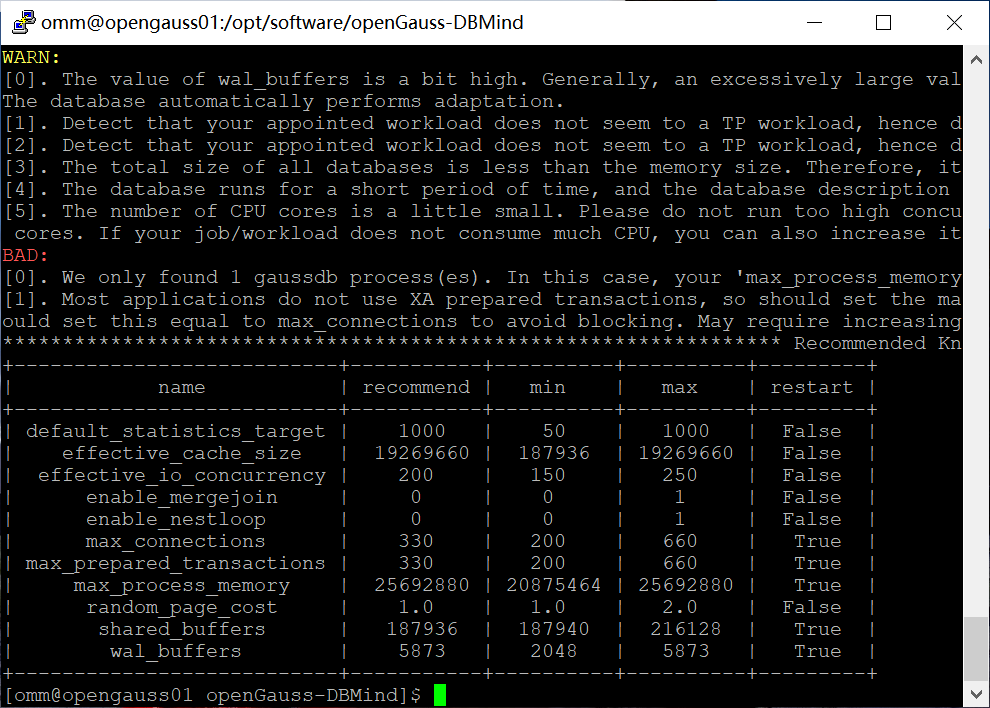 omm@opengauss01:/opt/software/openGauss-DBMind
WARN:
[0]. The value of wal_buffers is a bit high. Generally, an excessively large val
The database automatically performs adaptation.
[1]. Detect that your appointed workload does not seem to a TP workload, hence d
[2]. Detect that your appointed workload does not seem to a TP workload, hence d
[3]. The total size of all databases is less than the memory size. Therefore, it
[4]. The database runs for a short period of time, and the database description
[5]. The number of CPU cores is a little small. Please do not run too high concu
 cores. If your job/workload does not consume much CPU, you can also increase it
BAD:
[0]. We only found 1 gaussdb process(es). In this case, your 'max_process_memory
[1]. Most applications do not use XA prepared transactions, so should set the ma
ould set this equal to max_connections to avoid blocking. May require increasing
***************************************************************** Recommended Kn
+---------------------------+-----------+----------+----------+---------+
|            name           | recommend |   min    |   max    | restart |
+---------------------------+-----------+----------+----------+---------+
| default_statistics_target |    1000   |    50    |   1000   |  False  |
|    effective_cache_size   |  19269660 |  187936  | 19269660 |  False  |
|  effective_io_concurrency |    200    |   150    |   250    |  False  |
|      enable_mergejoin     |     0     |    0     |    1     |  False  |
|      enable_nestloop      |     0     |    0     |    1     |  False  |
|      max_connections      |    330    |   200    |   660    |   True  |
| max_prepared_transactions |    330    |   200    |   660    |   True  |
|     max_process_memory    |  25692880 | 20875464 | 25692880 |   True  |
|      random_page_cost     |    1.0    |   1.0    |   2.0    |  False  |
|       shared_buffers      |   187936  |  187940  |  216128  |   True  |
|        wal_buffers        |    5873   |   2048   |   5873   |   True  |
+---------------------------+-----------+----------+----------+---------+
[omm@opengauss01 openGauss-DBMind]$